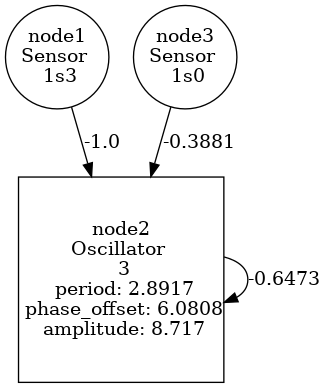 node1
Sensor
1s3
node3
Sensor
1s0
-1.0
-0.3881
node2
Oscillator
3
period: 2.8917
phase_offset: 6.0808
amplitude: 8.717
-0.6473